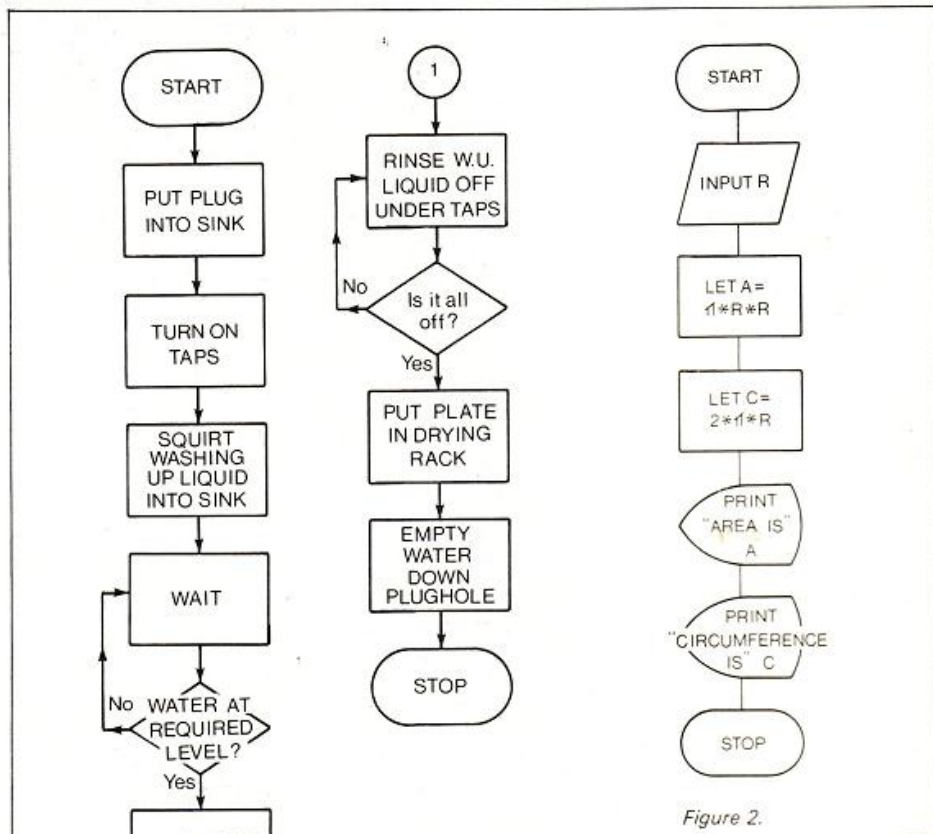 START
PUT PLUG
INTO SINK
TURN ON
TAPS
SQUIRT
WASHING
UP LIQUID
INTO SINK
WAIT
No
WATER AT
REQUIRED
LEVEL?
Yes
1
RINSE W.U.
LIQUID OFF
UNDER TAPS
No
Is it all
off?
Yes
PUT PLATE
IN DRYING
RACK
EMPTY
WATER
DOWN
PLUGHOLE
STOP
START
INPUT R
LET A=
π*R*R
LET C=
2*π*R
PRINT
"AREA IS"
A
PRINT
"CIRCUMFERENCE
IS" C
STOP
Figure 2.